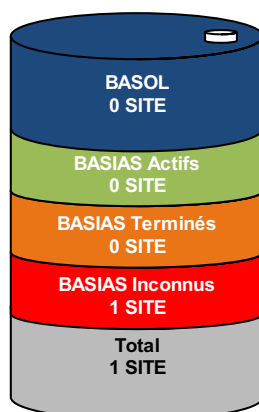 BASOL
0 SITE
BASIAS Actifs
0 SITE
BASIAS Terminés
0 SITE
BASIAS Inconnus
1 SITE
Total
1 SITE